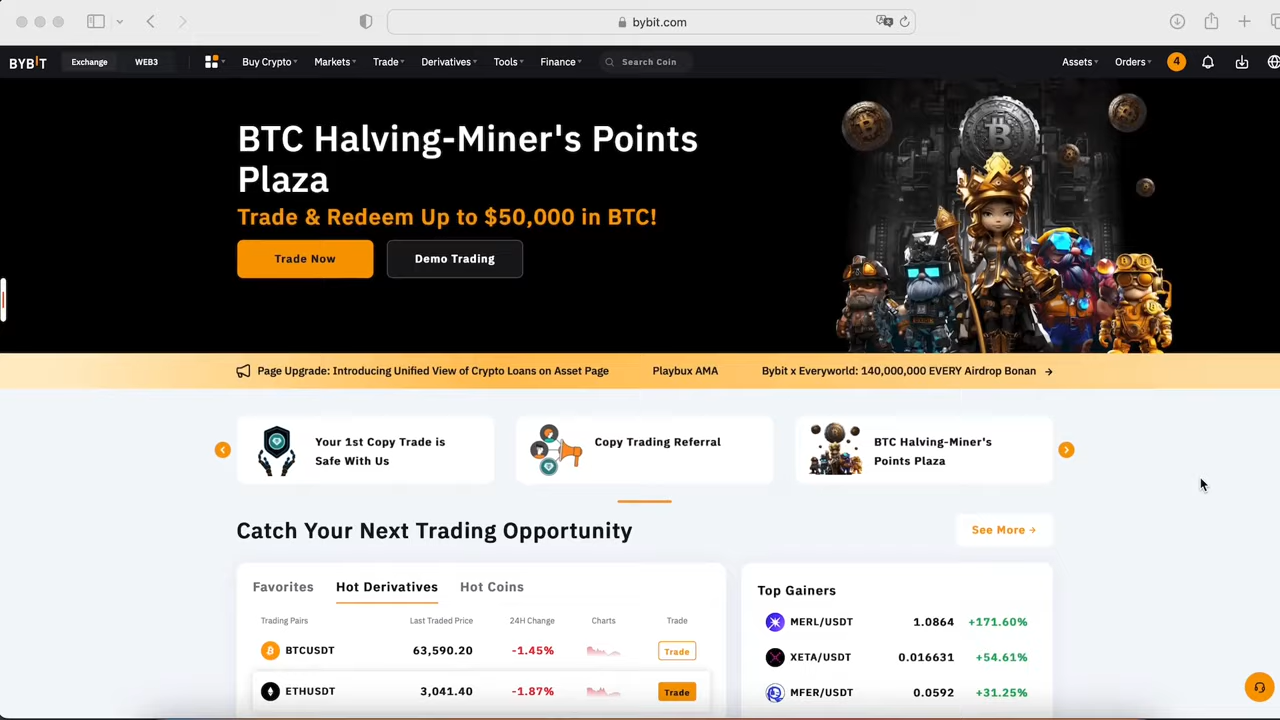 bybit.com
BYBIT
Exchange
WEB3
Buy Crypto
Markets
Trade
Derivatives
Tools
Finance
Search Coin
Assets
Orders
4
BTC Halving-Miner's Points
Plaza
Trade & Redeem Up to $50,000 in BTC!
Trade Now
Demo Trading
Page Upgrade: Introducing Unified View of Crypto Loans on Asset Page
Playbux AMA
Bybit x Everyworld: 140,000,000 EVERY Airdrop Bonan
Your 1st Copy Trade is
Safe With Us
Copy Trading Referral
BTC Halving-Miner's
Points Plaza
Catch Your Next Trading Opportunity
See More
Favorites
Hot Derivatives
Hot Coins
Trading Pairs
Last Traded Price
24H Change
Charts
Trade
BTCUSDT 63,590.20 -1.45% Trade
ETHUSDT 3,041.40 -1.87% Trade
Top Gainers
MERL/USDT 1.0864 +171.60%
XETA/USDT 0.016631 +54.61%
MFER/USDT 0.0592 +31.25%